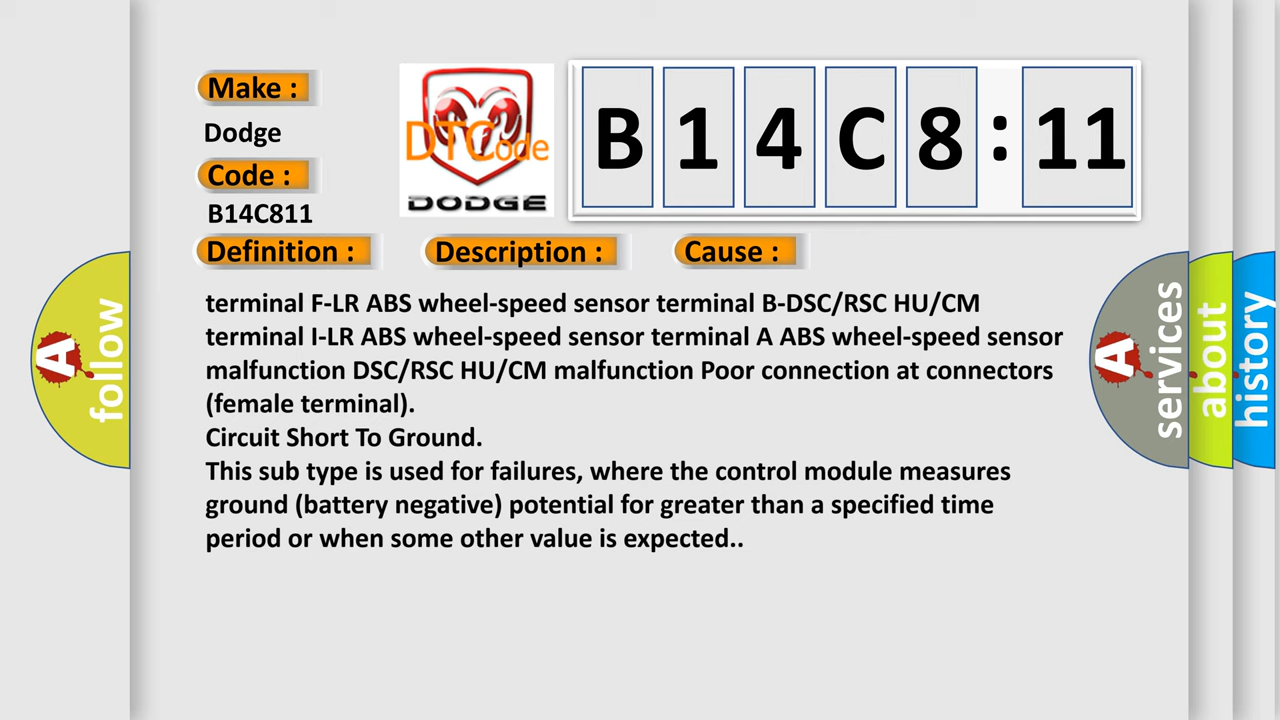 Make :
Dodge
Code :
B14C811
DTCode
DODGE
B 1 4 C 8 : 11
Definition :
Description :
Cause :
terminal F-LR ABS wheel-speed sensor terminal B-DSC/RSC HU/CM
terminal I-LR ABS wheel-speed sensor terminal A ABS wheel-speed sensor
malfunction DSC/RSC HU/CM malfunction Poor connection at connectors
(female terminal).
Circuit Short To Ground.
This sub type is used for failures, where the control module measures
ground (battery negative) potential for greater than a specified time
period or when some other value is expected..
A
follow
A
services
about
history